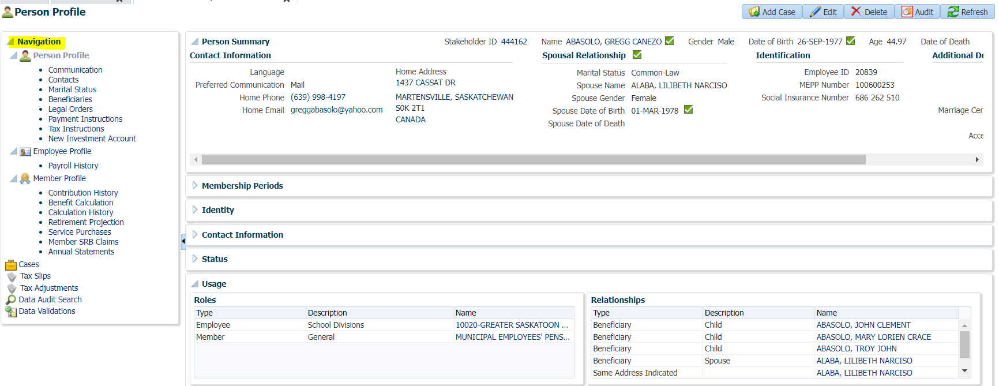 Person Profile
Add Case
Edit
Delete
Audit
Refresh
Navigation
Person Profile
Communication
Contacts
Marital Status
Beneficiaries
Legal Orders
Payment Instructions
Tax Instructions
New Investment Account
Employee Profile
Payroll History
Member Profile
Contribution History
Benefit Calculation
Calculation History
Retirement Projection
Service Purchases
Member SRB Claims
Annual Statements
Cases
Tax Slips
Tax Adjustments
Data Audit Search
Data Validations
Person Summary
Stakeholder ID 444162
Name ABASOLO, GREGG CANEZO
Gender Male
Date of Birth 26-SEP-1977
Age 44.97
Date of Death
Contact Information
Language
Preferred Communication Mail
Home Phone (639) 998-4197
Home Email greggabasolo@yahoo.com
Home Address
1437 CASSAT DR
MARTENSVILLE, SASKATCHEWAN
S0K 2T1
CANADA
Spousal Relationship
Marital Status Common-Law
Spouse Name ALABA, LILIBETH NARCISO
Spouse Gender Female
Spouse Date of Birth 01-MAR-1978
Spouse Date of Death
Identification
Employee ID 20839
MEPP Number 100600253
Social Insurance Number 686 262 510
Additional De
Marriage Cer
Acce
Membership Periods
Identity
Contact Information
Status
Usage
Roles
Type Description Name
Employee School Divisions 10020-GREATER SASKATOON ...
Member General MUNICIPAL EMPLOYEES' PENS...
Relationships
Type Description Name
Beneficiary Child ABASOLO, JOHN CLEMENT
Beneficiary Child ABASOLO, MARY LORIEN CRACE
Beneficiary Child ABASOLO, TROY JOHN
Beneficiary Spouse ALABA, LILIBETH NARCISO
Same Address Indicated ALABA, LILIBETH NARCISO